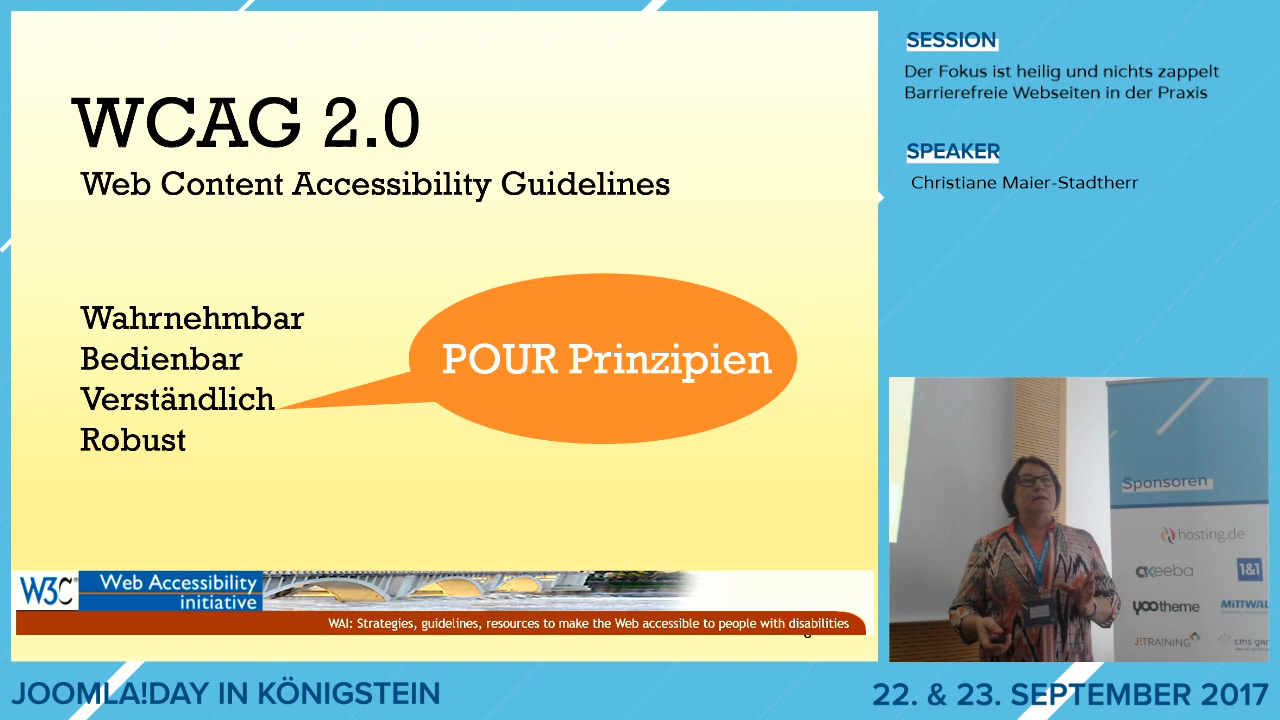 WCAG 2.0
Web Content Accessibility Guidelines
Wahrnehmbar
Bedienbar
Verständlich
Robust
POUR Prinzipien
W3C Web Accessibility
initiative
WAI: Strategies, guidelines, resources to make the Web accessible to people with disabilities
SESSION
Der Fokus ist heilig und nichts zappelt
Barrierefreie Webseiten in der Praxis
SPEAKER
Christiane Maier-Stadtherr
Sponsoren
hosting.de
akeeba
1&1
yootheme
J!TRAINING
cms
JOOMLA!DAY IN KÖNIGSTEIN
22. & 23. SEPTEMBER 2017